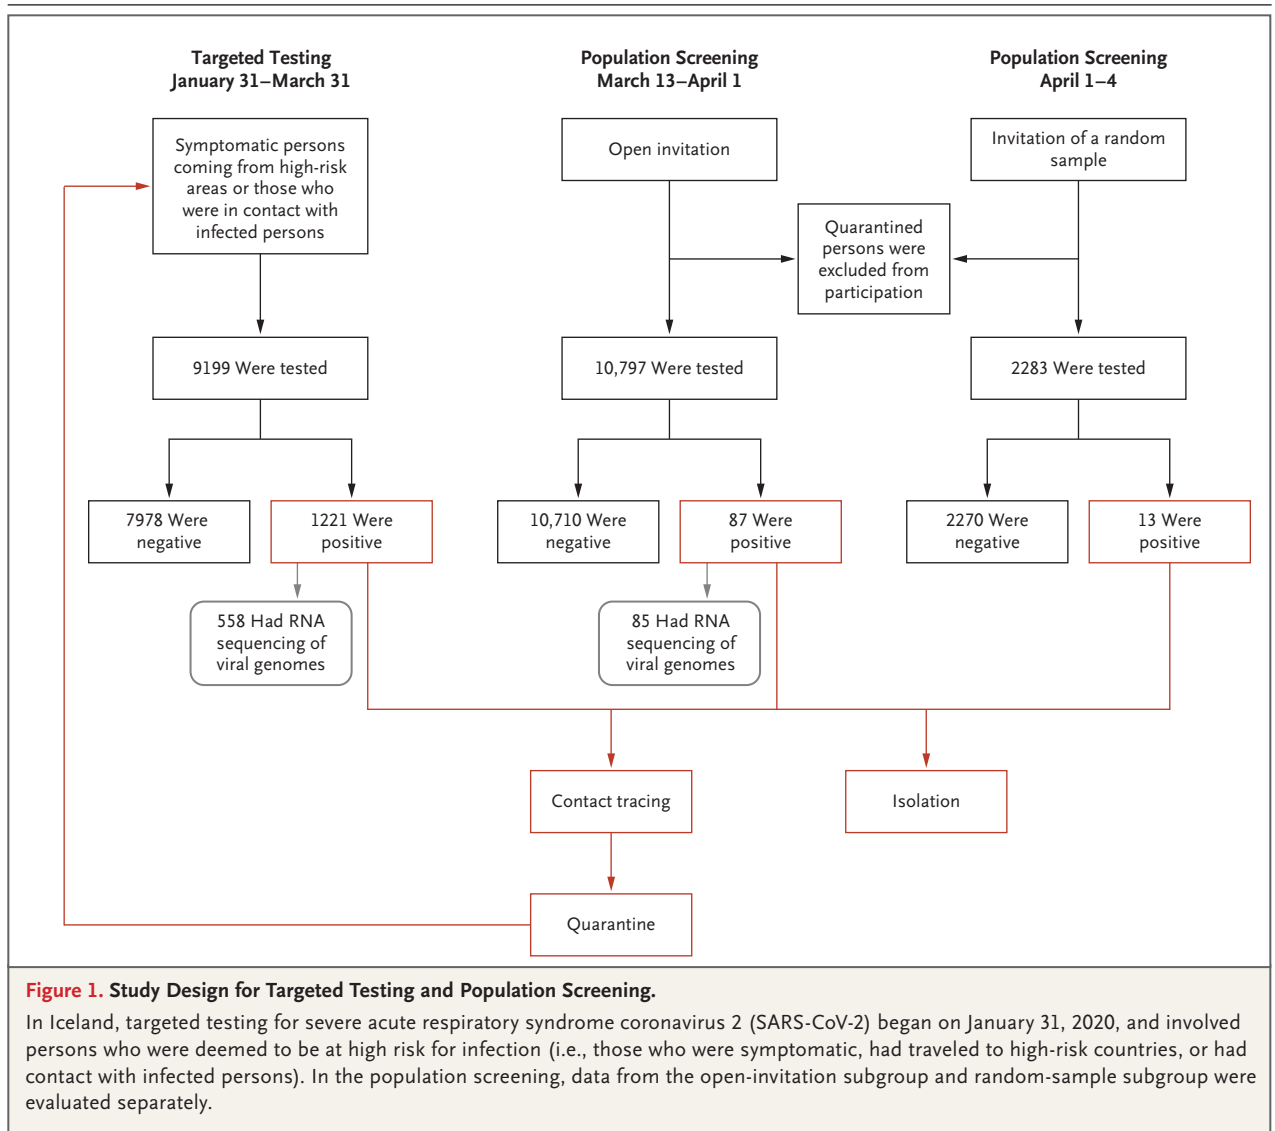 Targeted Testing
January 31–March 31
Population Screening
March 13–April 1
Population Screening
April 1–4
Symptomatic persons
coming from high-risk
areas or those who
were in contact with
infected persons
Open invitation
Invitation of a random
sample
Quarantined
persons were
excluded from
participation
9199 Were tested
10,797 Were tested
2283 Were tested
7978 Were
negative
1221 Were
positive
10,710 Were
negative
87 Were
positive
2270 Were
negative
13 Were
positive
558 Had RNA
sequencing of
viral genomes
85 Had RNA
sequencing of
viral genomes
Contact tracing
Isolation
Quarantine
Figure 1. Study Design for Targeted Testing and Population Screening.
In Iceland, targeted testing for severe acute respiratory syndrome coronavirus 2 (SARS-CoV-2) began on January 31, 2020, and involved
persons who were deemed to be at high risk for infection (i.e., those who were symptomatic, had traveled to high-risk countries, or had
contact with infected persons). In the population screening, data from the open-invitation subgroup and random-sample subgroup were
evaluated separately.